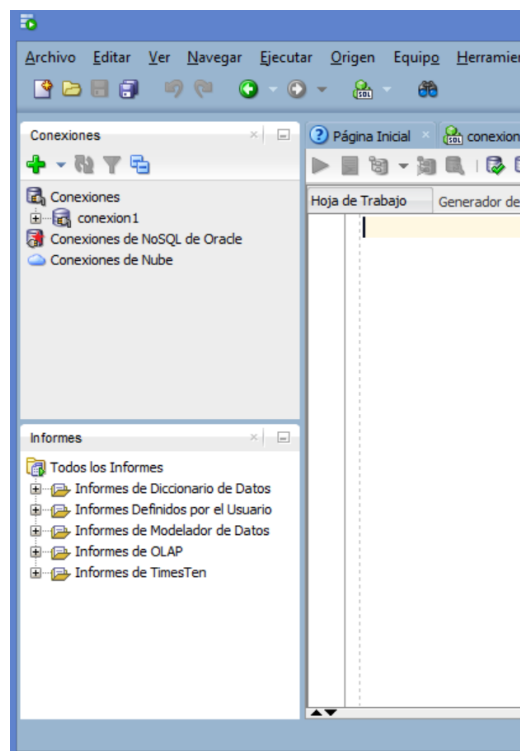 Archivo Editar Ver Navegar Ejecutar Origen Equipo
Conexiones
Conexiones
conexion1
Conexiones de NoSQL de Oracle
Conexiones de Nube
Informes
Todos los Informes
Informes de Diccionario de Datos
Informes Definidos por el Usuario
Informes de Modelador de Datos
Informes de OLAP
Informes de TimesTen
Página Inicial conexion
Hoja de Trabajo Generador de